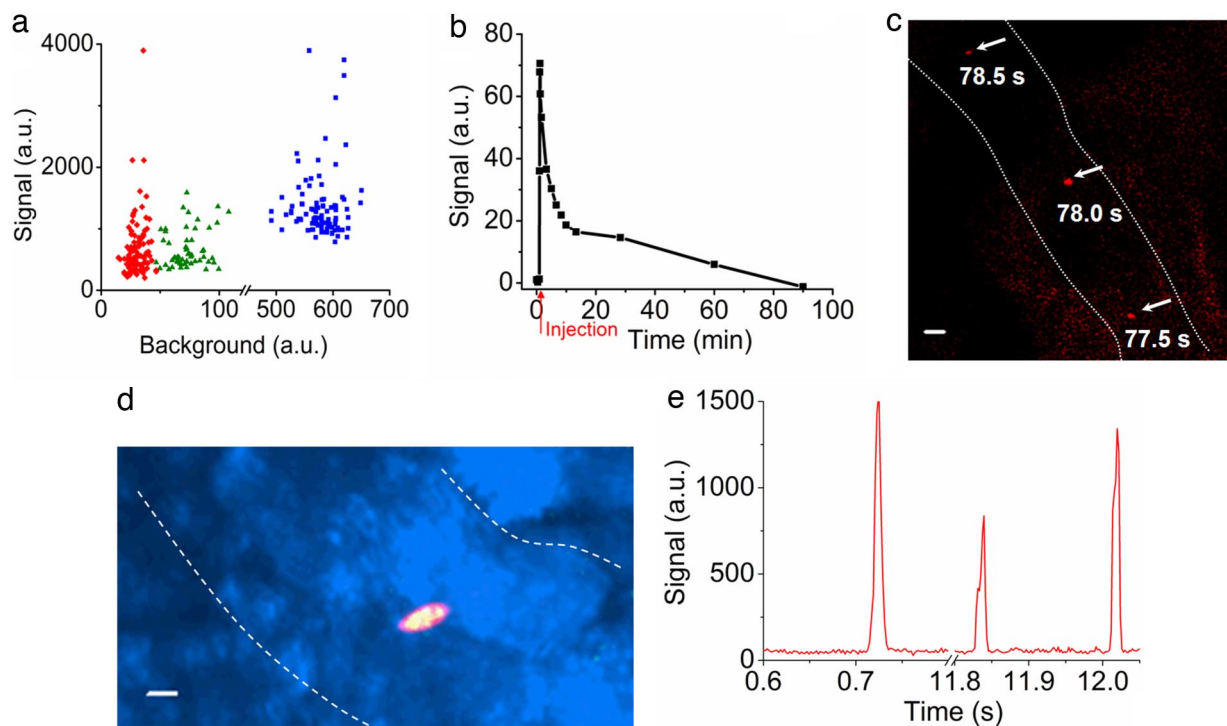 a
4000
2000
0
Signal (a.u.)
100
500
600
700
Background (a.u.)
b
80
60
40
20
0
Signal (a.u.)
0
20
40
60
80
100
Injection
Time (min)
c
78.5 s
78.0 s
77.5 s
d
e
1500
1000
500
0
Signal (a.u.)
0.6
0.7
11.8
11.9
12.0
Time (s)